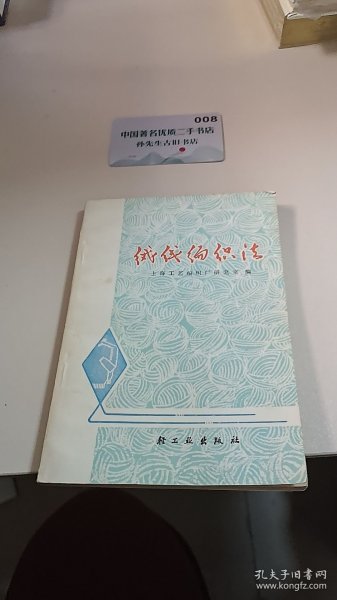 008
中国著名优质二手书店
孙先生古旧书店
绒线编织法
上海工艺编织厂研究室 编
轻工业出版社
孔夫子旧书网
www.kongfz.com